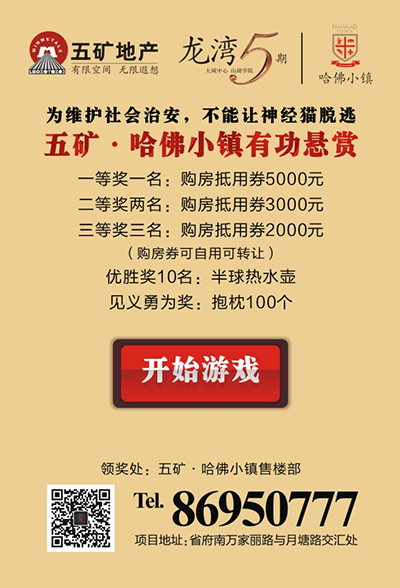 MINMETALS
五矿地产
有限空间 无限遐想
龙湾5期
大城中心 山湖学院
HARVARD TOWN
哈佛小镇
为维护社会治安，不能让神经猫脱逃
五矿·哈佛小镇有功悬赏
一等奖一名：购房抵用券5000元
二等奖两名：购房抵用券3000元
三等奖三名：购房抵用券2000元
（购房券可自用可转让）
优胜奖10名：半球热水壶
见义勇为奖：抱枕100个
开始游戏
领奖处：五矿·哈佛小镇售楼部
Tel. 86950777
项目地址：省府南万家丽路与月塘路交汇处